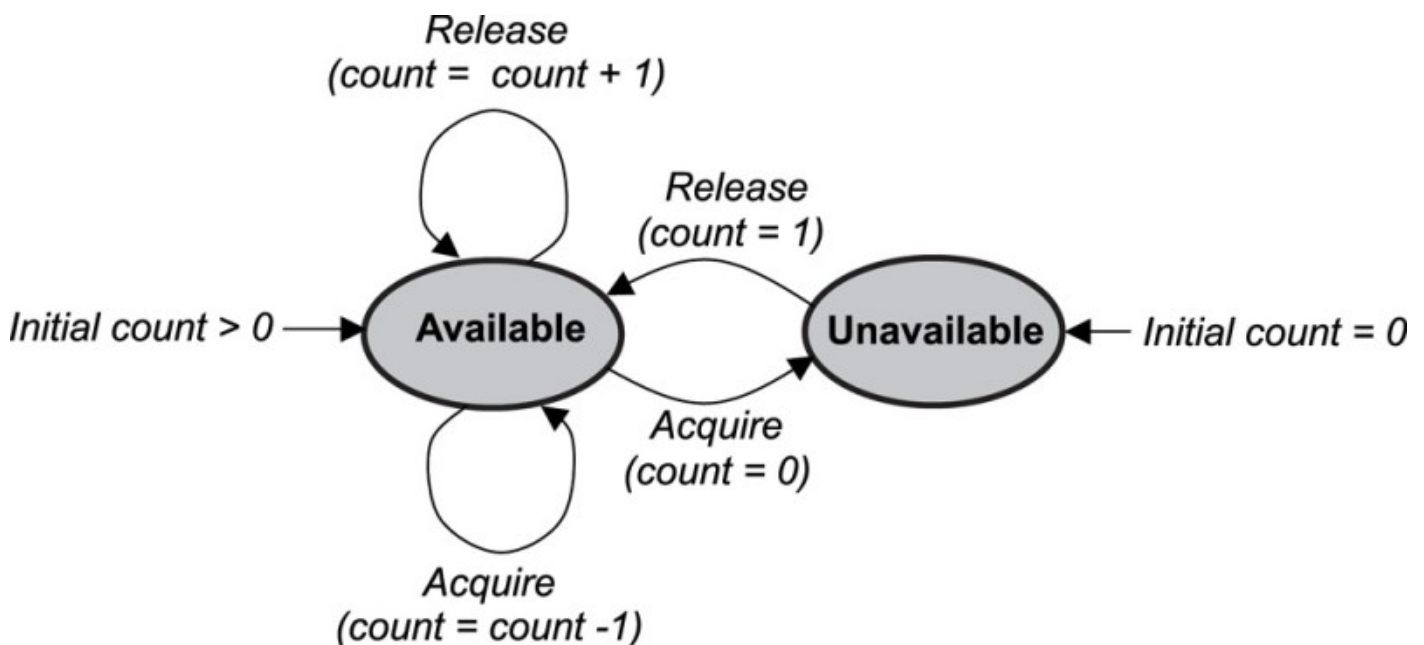 Release
(count = count + 1)
Release
(count = 1)
Initial count > 0
Available
Unavailable
Initial count = 0
Acquire
(count = 0)
Acquire
(count = count -1)